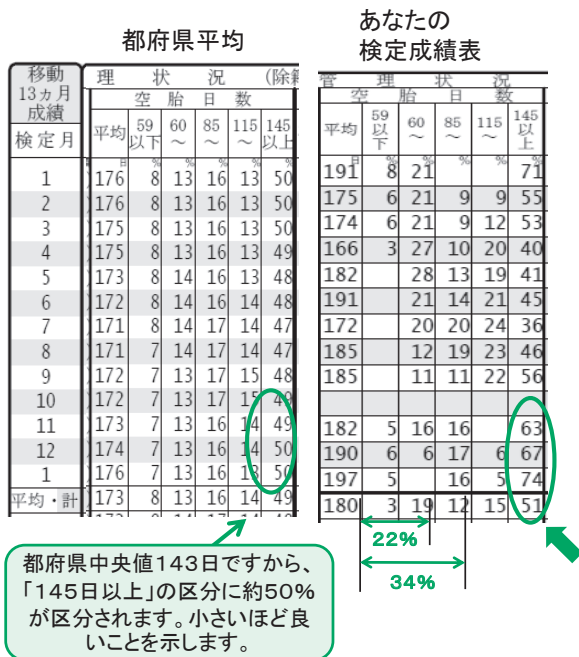 都府県平均
移動
13ヵ月
成績
検定月
理 状 況 (除籍
空 胎 日 数
平均 59以下 60～ 85～ 115～ 145以上
日 % % % % %
1 176 8 13 16 13 50
2 176 8 13 16 13 50
3 175 8 13 16 13 50
4 175 8 13 16 13 49
5 173 8 14 16 13 48
6 172 8 14 16 14 48
7 171 8 14 17 14 47
8 171 7 14 17 14 47
9 172 7 13 17 15 48
10 172 7 13 17 15 49
11 173 7 13 16 14 49
12 174 7 13 16 14 50
1 176 7 13 16 13 50
平均・計 173 8 13 16 14 49
都府県中央値143日ですから、
「145日以上」の区分に約50%
が区分されます。小さいほど良
いことを示します。
あなたの
検定成績表
管 理 状 況
空 胎 日 数
平均 59以下 60～ 85～ 115～ 145以上
日 % % % % %
191 8 21 71
175 6 21 9 9 55
174 6 21 9 12 53
166 3 27 10 20 40
182 28 13 19 41
191 21 14 21 45
172 20 20 24 36
185 12 19 23 46
185 11 11 22 56
182 5 16 16 63
190 6 6 17 6 67
197 5 16 5 74
180 3 19 12 15 51
22%
34%